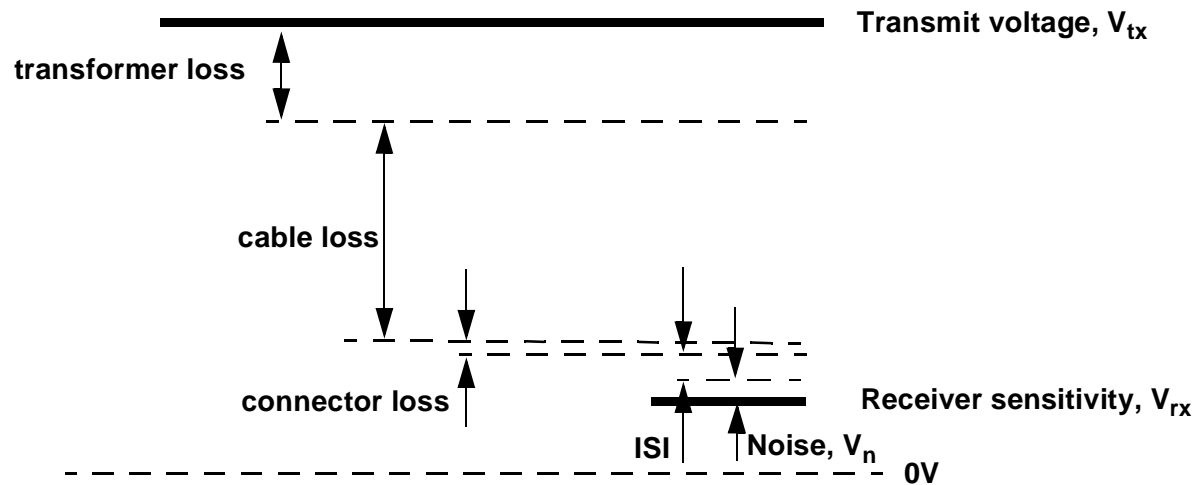 Transmit voltage, Vtx
transformer loss
cable loss
connector loss
Receiver sensitivity, Vrx
ISI
Noise, Vn
0V